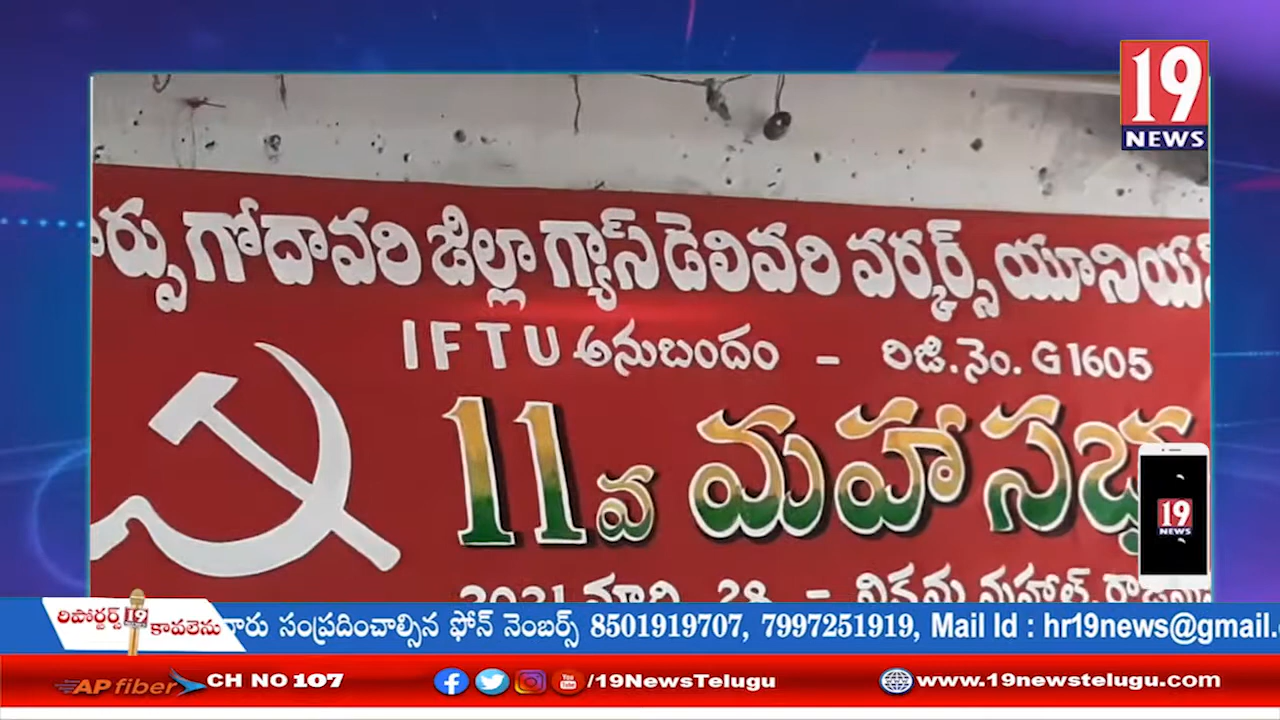 19
NEWS
గోదావరి జిల్లా గ్యాస్ డెలివరి వర్కర్స్ యూనియన్
IFTU అనుబందం - రిజి.నెం. G1605
11వ మహాసభ
19
NEWS
రిపోర్టర్స్ కావలెను
వారు సంప్రదించాల్సిన ఫోన్ నెంబర్స్ 8501919707, 7997251919, Mail Id : hr19news@gmail.
AP fiber CH NO 107 /19NewsTelugu www.19newstelugu.com